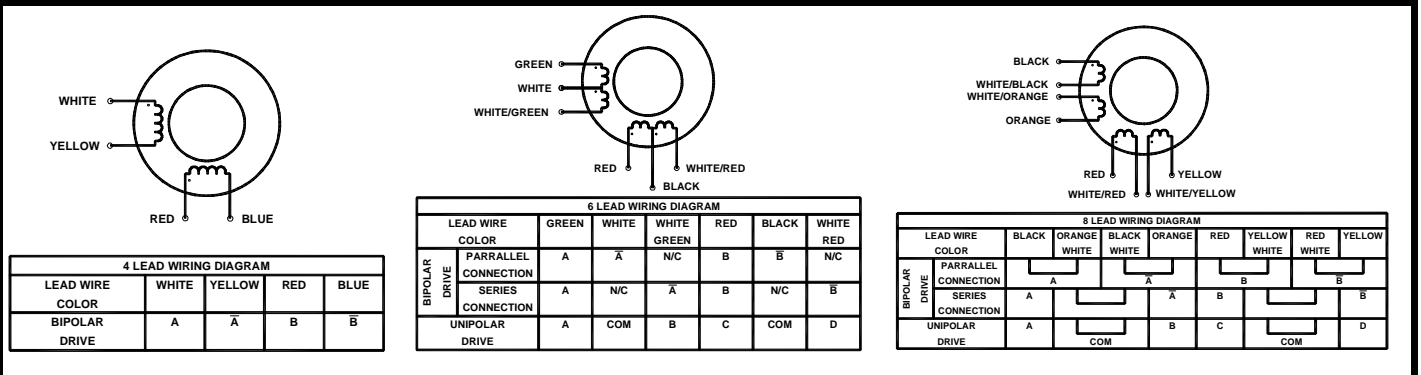 WHITE
YELLOW
RED BLUE
4 LEAD WIRING DIAGRAM
LEAD WIRE COLOR WHITE YELLOW RED BLUE
BIPOLAR DRIVE A A̅ B B̅
GREEN
WHITE
WHITE/GREEN
RED WHITE/RED
BLACK
6 LEAD WIRING DIAGRAM
LEAD WIRE COLOR GREEN WHITE WHITE GREEN RED BLACK WHITE RED
BIPOLAR DRIVE
PARRALLEL CONNECTION A A̅ N/C B B̅ N/C
SERIES CONNECTION A N/C A̅ B N/C B̅
UNIPOLAR DRIVE A COM B C COM D
BLACK
WHITE/BLACK
WHITE/ORANGE
ORANGE
RED YELLOW
WHITE/RED WHITE/YELLOW
8 LEAD WIRING DIAGRAM
LEAD WIRE COLOR BLACK ORANGE WHITE BLACK WHITE ORANGE RED YELLOW WHITE RED WHITE YELLOW
BIPOLAR DRIVE
PARRALLEL CONNECTION A A̅ B B̅
SERIES CONNECTION A A̅ B B̅
UNIPOLAR DRIVE A COM B C COM D